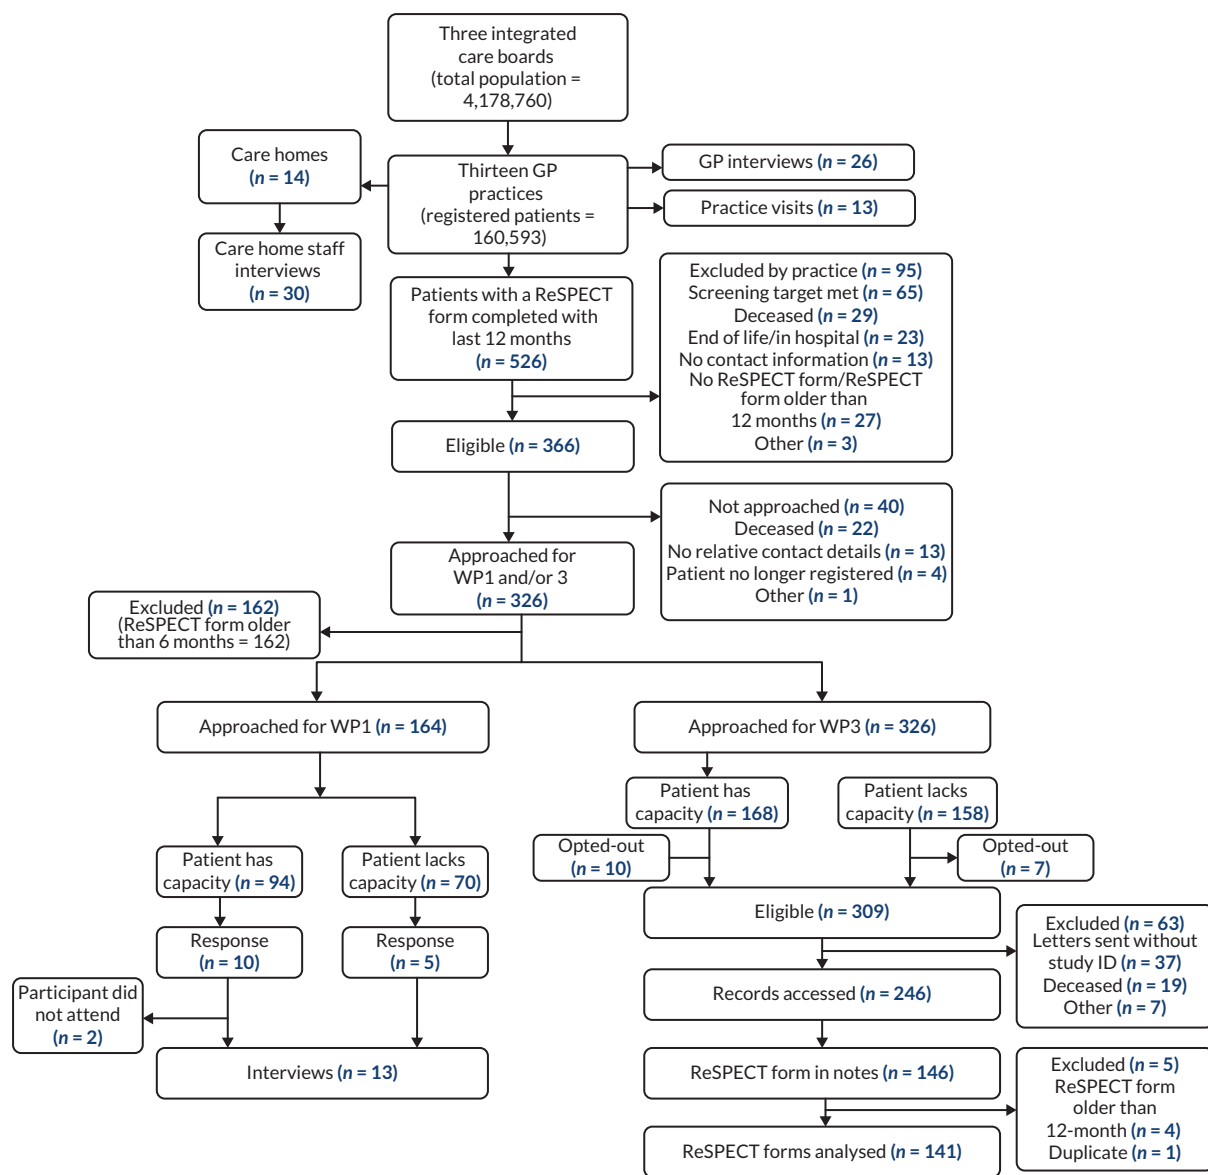 Three integrated
care boards
(total population =
4,178,760)
Care homes
(n = 14)
Thirteen GP
practices
(registered patients =
160,593)
GP interviews (n = 26)
Practice visits (n = 13)
Care home staff
interviews
(n = 30)
Patients with a ReSPECT
form completed with
last 12 months
(n = 526)
Excluded by practice (n = 95)
Screening target met (n = 65)
Deceased (n = 29)
End of life/in hospital (n = 23)
No contact information (n = 13)
No ReSPECT form/ReSPECT
form older than
12 months (n = 27)
Other (n = 3)
Eligible (n = 366)
Not approached (n = 40)
Deceased (n = 22)
No relative contact details (n = 13)
Patient no longer registered (n = 4)
Other (n = 1)
Approached for
WP1 and/or 3
(n = 326)
Excluded (n = 162)
(ReSPECT form older
than 6 months = 162)
Approached for WP1 (n = 164)
Approached for WP3 (n = 326)
Patient has
capacity (n = 94)
Patient lacks
capacity (n = 70)
Response
(n = 10)
Response
(n = 5)
Participant did
not attend
(n = 2)
Interviews (n = 13)
Patient has
capacity (n = 168)
Patient lacks
capacity (n = 158)
Opted-out
(n = 10)
Opted-out
(n = 7)
Eligible (n = 309)
Excluded (n = 63)
Letters sent without
study ID (n = 37)
Deceased (n = 19)
Other (n = 7)
Records accessed (n = 246)
ReSPECT form in notes (n = 146)
Excluded (n = 5)
ReSPECT form
older than
12-month (n = 4)
Duplicate (n = 1)
ReSPECT forms analysed (n = 141)